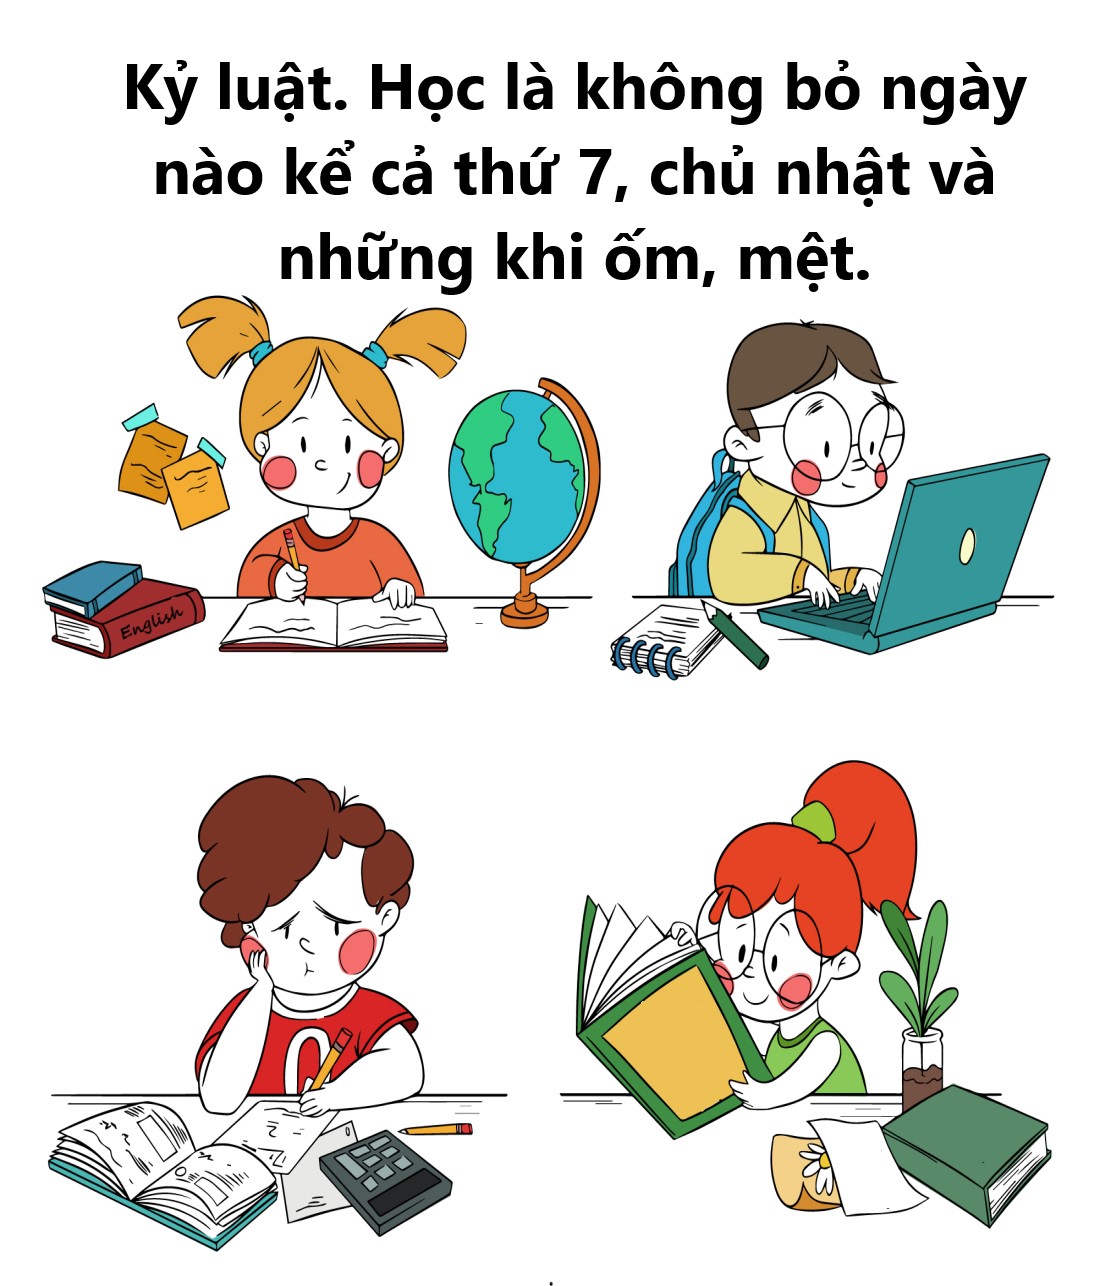 Kỷ luật. Học là không bỏ ngày
nào kể cả thứ 7, chủ nhật và
những khi ốm, mệt.
English